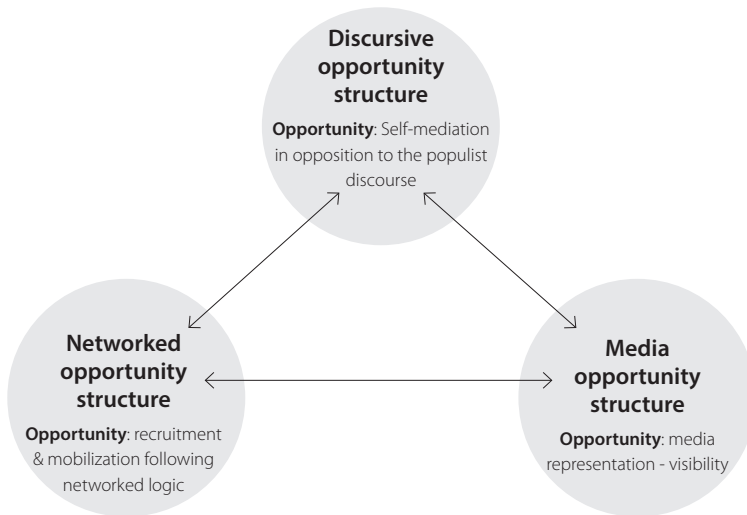 Discursive
opportunity
structure
Opportunity: Self-mediation
in opposition to the populist
discourse
Networked
opportunity
structure
Opportunity: recruitment
& mobilization following
networked logic
Media
opportunity
structure
Opportunity: media
representation - visibility